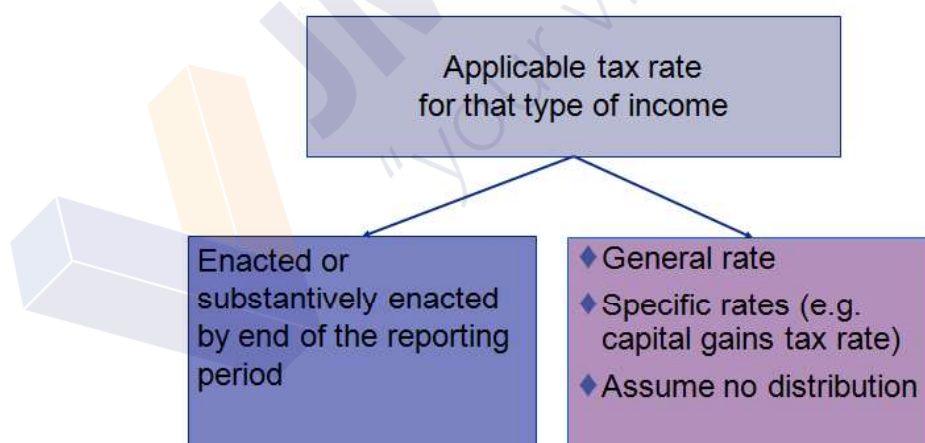 Applicable tax rate
for that type of income
Enacted or
substantively enacted
by end of the reporting
period
♦ General rate
♦ Specific rates (e.g.
capital gains tax rate)
♦ Assume no distribution
"your v